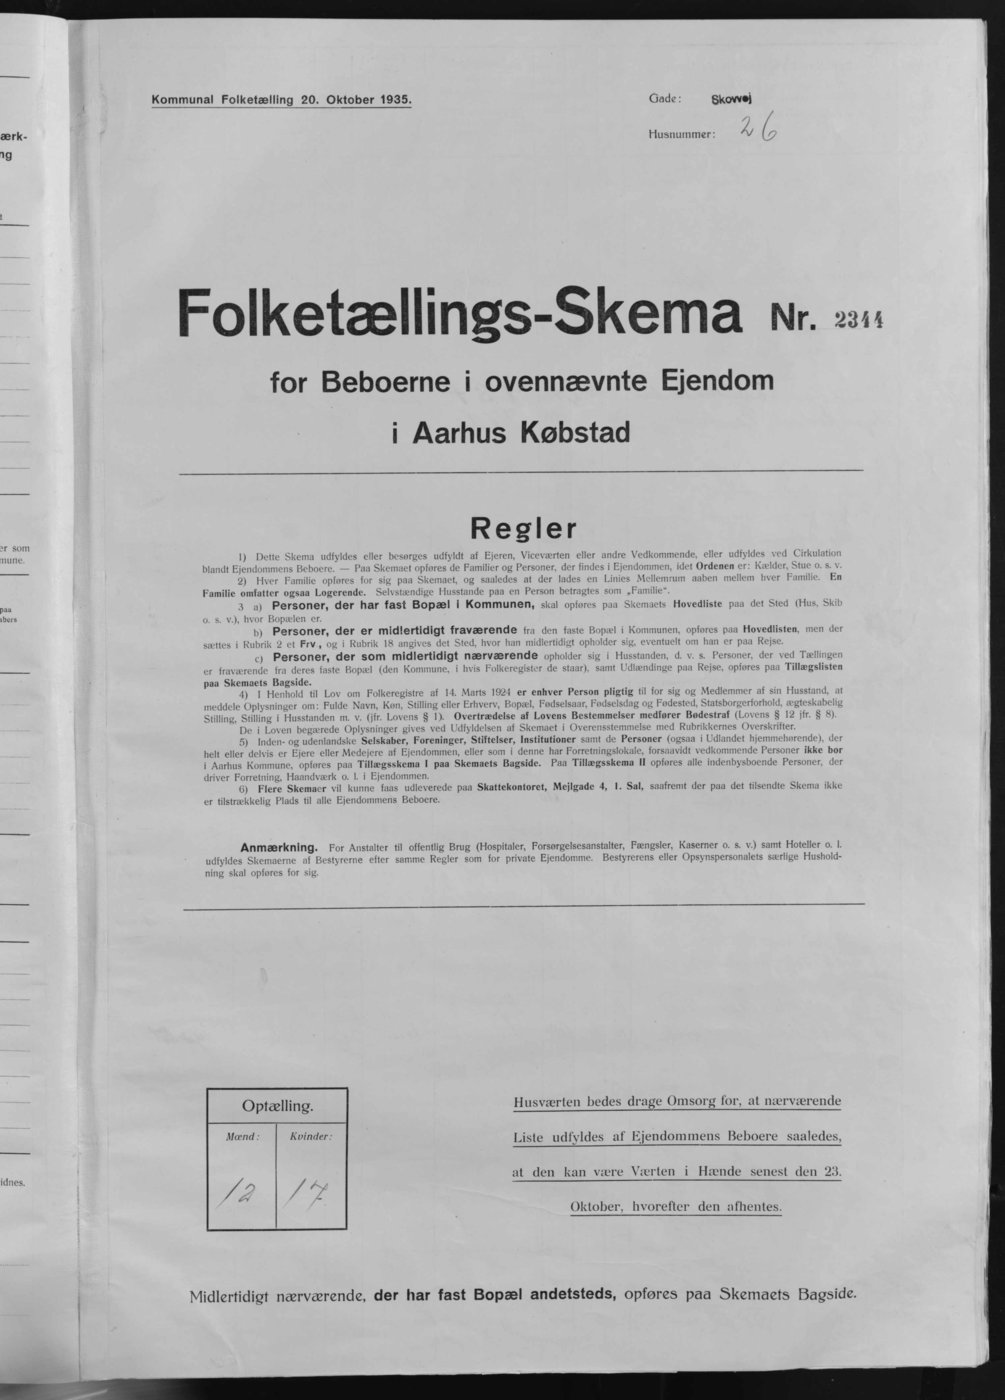 Kommunal Folketælling 20. Oktober 1935.
Gade: Skovvej
Husnummer: 26
Folketællings-Skema Nr. 2344
for Beboerne i ovennævnte Ejendom
i Aarhus Købstad
Regler
1) Dette Skema udfyldes eller besørges udfyldt af Ejeren, Viceværten eller andre Vedkommende, eller udfyldes ved Cirkulation
blandt Ejendommens Beboere. — Paa Skemaet opføres de Familier og Personer, der findes i Ejendommen, idet Ordenen er: Kælder, Stue o. s. v.
2) Hver Familie opføres for sig paa Skemaet, og saaledes at der lades en Linies Mellemrum aaben mellem hver Familie. En
Familie omfatter ogsaa Logerende. Selvstændige Husstande paa en Person betragtes som „Familie“.
3 a) Personer, der har fast Bopæl i Kommunen, skal opføres paa Skemaets Hovedliste paa det Sted (Hus, Skib
o. s. v.), hvor Bopælen er.
b) Personer, der er midlertidigt fraværende fra den faste Bopæl i Kommunen, opføres paa Hovedlisten, men der
sættes i Rubrik 2 et Frv., og i Rubrik 18 angives det Sted, hvor han midlertidigt opholder sig, eventuelt om han er paa Rejse.
c) Personer, der som midlertidigt nærværende opholder sig i Husstanden, d. v. s. Personer, der ved Tællingen
er fraværende fra deres faste Bopæl (den Kommune, i hvis Folkeregister de staar), samt Udlændinge paa Rejse, opføres paa Tillægslisten
paa Skemaets Bagside.
4) I Henhold til Lov om Folkeregistre af 14. Marts 1924 er enhver Person pligtig til for sig og Medlemmer af sin Husstand, at
meddele Oplysninger om: Fulde Navn, Køn, Stilling eller Erhverv, Bopæl, Fødselsaar, Fødselsdag og Fødested, Statsborgerforhold, ægteskabelig
Stilling, Stilling i Husstanden m. v. (jfr. Lovens § 1). Overtrædelse af Lovens Bestemmelser medfører Bødestraf (Lovens § 12 jfr. § 8).
De i Loven begærede Oplysninger gives ved Udfyldelsen af Skemaet i Overensstemmelse med Rubrikkernes Overskrifter.
5) Inden- og udenlandske Selskaber, Foreninger, Stiftelser, Institutioner samt de Personer (ogsaa i Udlandet hjemmehørende), der
helt eller delvis er Ejere eller Medejere af Ejendommen, eller som i denne har Forretningslokale, forsaavidt vedkommende Personer ikke bor
i Aarhus Kommune, opføres paa Tillægsskema I paa Skemaets Bagside. Paa Tillægsskema II opføres alle indenbysboende Personer, der
driver Forretning, Haandværk o. l. i Ejendommen.
6) Flere Skemaer vil kunne faas udleverede paa Skattekontoret, Mejlgade 4, 1. Sal, saafremt der paa det tilsendte Skema ikke
er tilstrækkelig Plads til alle Ejendommens Beboere.
Anmærkning. For Anstalter til offentlig Brug (Hospitaler, Forsørgelsesanstalter, Fængsler, Kaserner o. s. v.) samt Hoteller o. l.
udfyldes Skemaerne af Bestyrerne efter samme Regler som for private Ejendomme. Bestyrerens eller Opsynspersonalets særlige Hushold-
ning skal opføres for sig.
Optælling.
Mænd: Kvinder:
12 17
Husværten bedes drage Omsorg for, at nærværende
Liste udfyldes af Ejendommens Beboere saaledes,
at den kan være Værten i Hænde senest den 23.
Oktober, hvorefter den afhentes.
Midlertidigt nærværende, der har fast Bopæl andetsteds, opføres paa Skemaets Bagside.
ærk-
ng
er som
mune.
paa
abers
idnes.